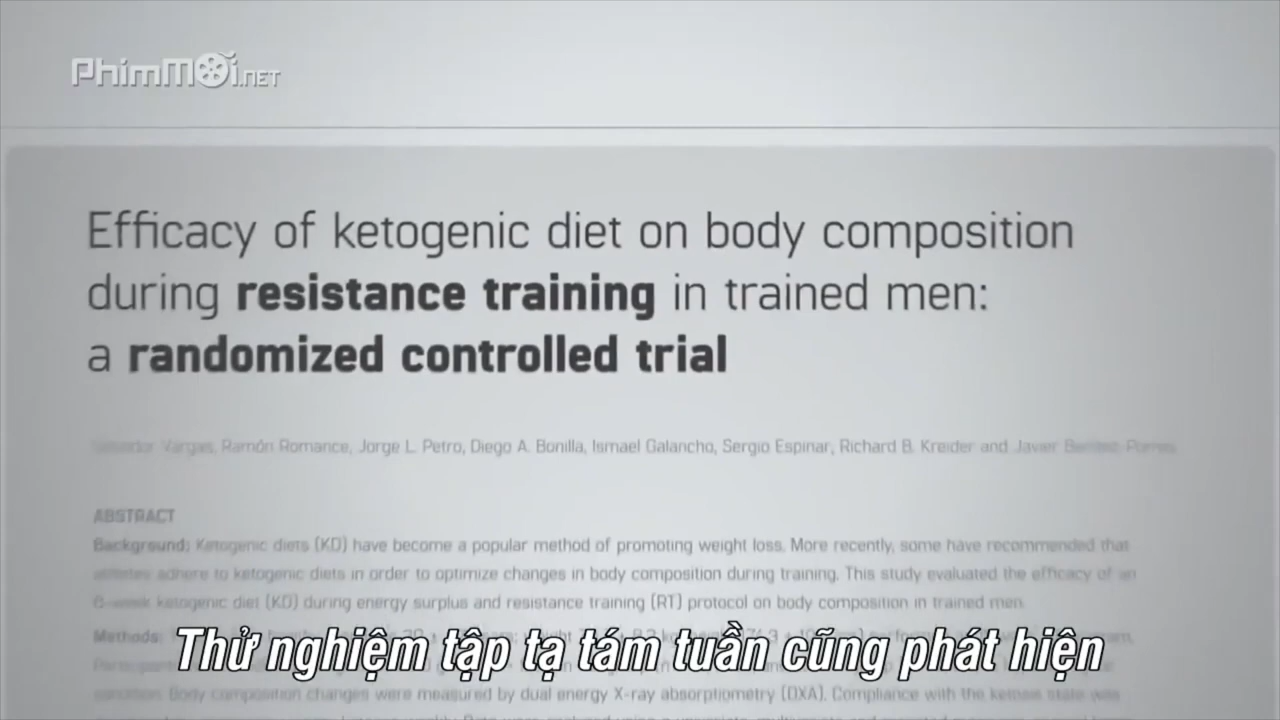 PhimMỗi.NET
Efficacy of ketogenic diet on body composition
during resistance training in trained men:
a randomized controlled trial
Vargas, Ramón Romance, Jorge L. Petro, Diego A. Bonilla, Ismael Galancho, Sergio Espinar, Richard B. Kreider and Javier Benítez-Porres
ABSTRACT
Background: Ketogenic diets (KD) have become a popular method of promoting weight loss. More recently, some have recommended that
athletes adhere to ketogenic diets in order to optimize changes in body composition during training. This study evaluated the efficacy of an
8-week ketogenic diet (KD) during energy surplus and resistance training (RT) protocol on body composition in trained men.
Methods:
Thử nghiệm tập tạ tám tuần cũng phát hiện
condition. Body composition changes were measured by dual energy X-ray absorptiometry (DXA). Compliance with the ketosis state was